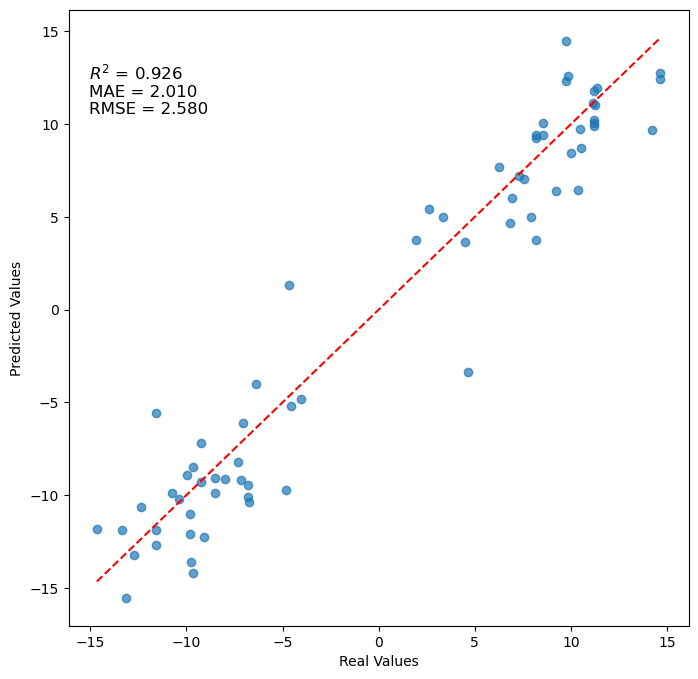 R² = 0.926
MAE = 2.010
RMSE = 2.580
15
10
5
0
−5
−10
−15
Predicted Values
−15 −10 −5 0 5 10 15
Real Values